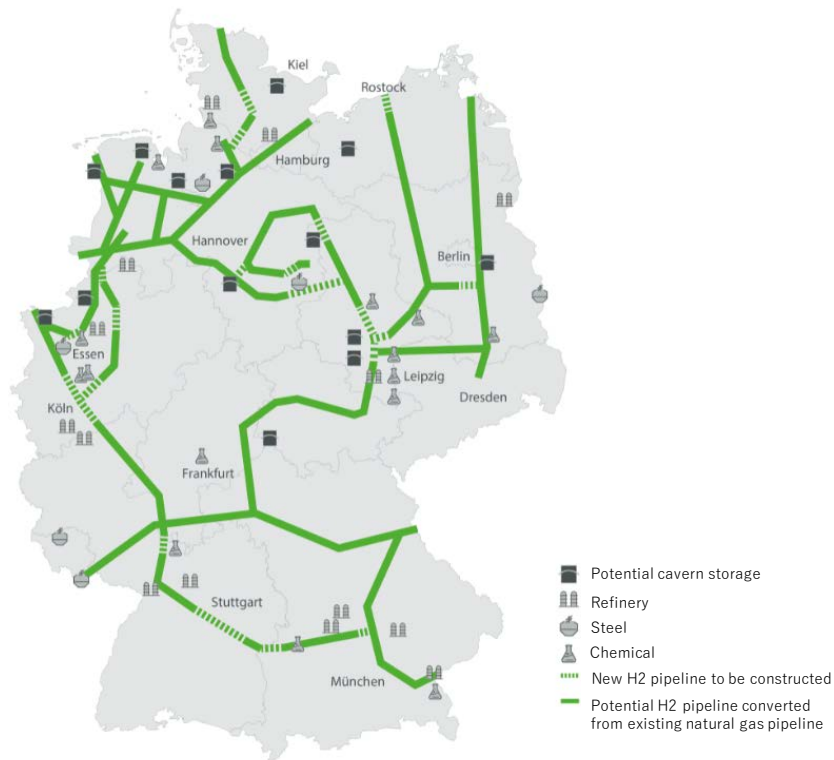 Kiel
Rostock
Hamburg
Hannover
Berlin
Essen
Leipzig
Dresden
Köln
Frankfurt
Stuttgart
München
Potential cavern storage
Refinery
Steel
Chemical
New H2 pipeline to be constructed
Potential H2 pipeline converted
from existing natural gas pipeline